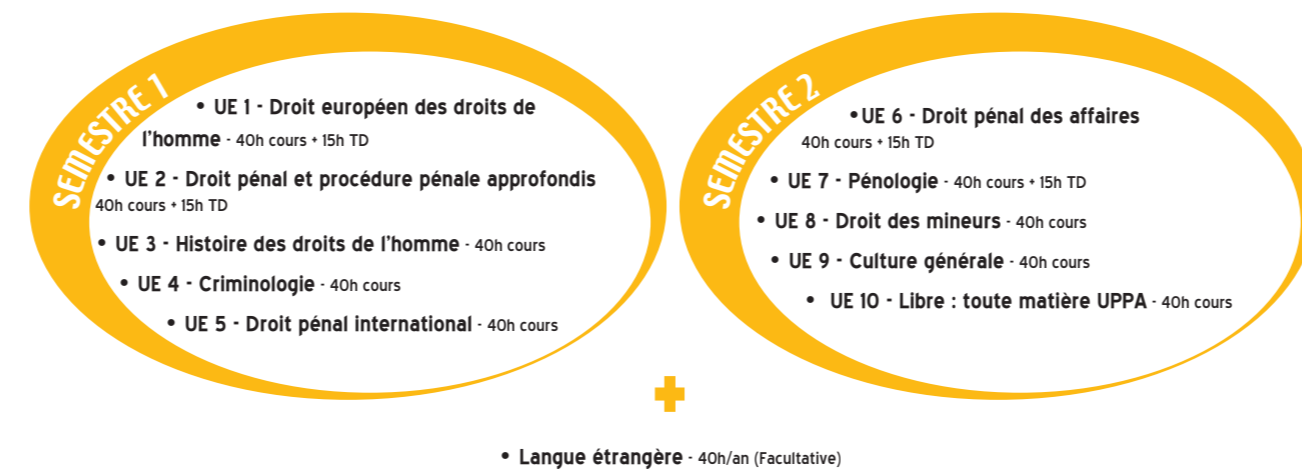 SEMESTRE 1
• UE 1 - Droit européen des droits de
l'homme - 40h cours + 15h TD
• UE 2 - Droit pénal et procédure pénale approfondis
40h cours + 15h TD
• UE 3 - Histoire des droits de l'homme - 40h cours
• UE 4 - Criminologie - 40h cours
• UE 5 - Droit pénal international - 40h cours
SEMESTRE 2
• UE 6 - Droit pénal des affaires
40h cours + 15h TD
• UE 7 - Pénologie - 40h cours + 15h TD
• UE 8 - Droit des mineurs - 40h cours
• UE 9 - Culture générale - 40h cours
• UE 10 - Libre : toute matière UPPA - 40h cours
+
• Langue étrangère - 40h/an (Facultative)